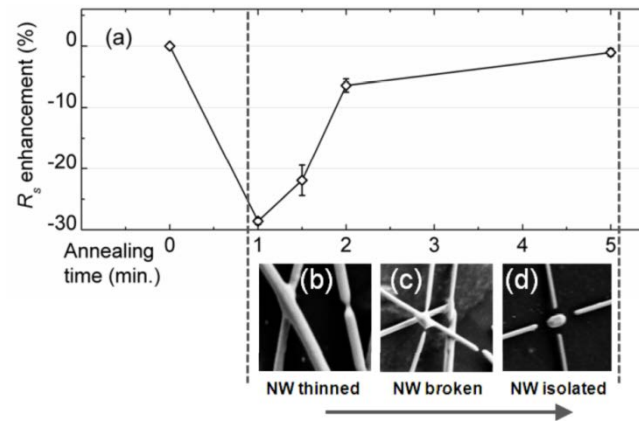 (a)
R_s enhancement (%)
0
-10
-20
-30
Annealing
time (min.)
0 1 2 3 4 5
(b) (c) (d)
NW thinned NW broken NW isolated